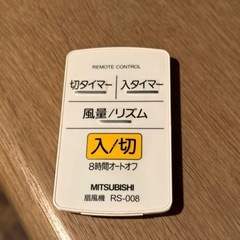 REMOTE CONTROL
切タイマー 入タイマー
風量/リズム
入/切
8時間オートオフ
MITSUBISHI
扇風機 RS-008